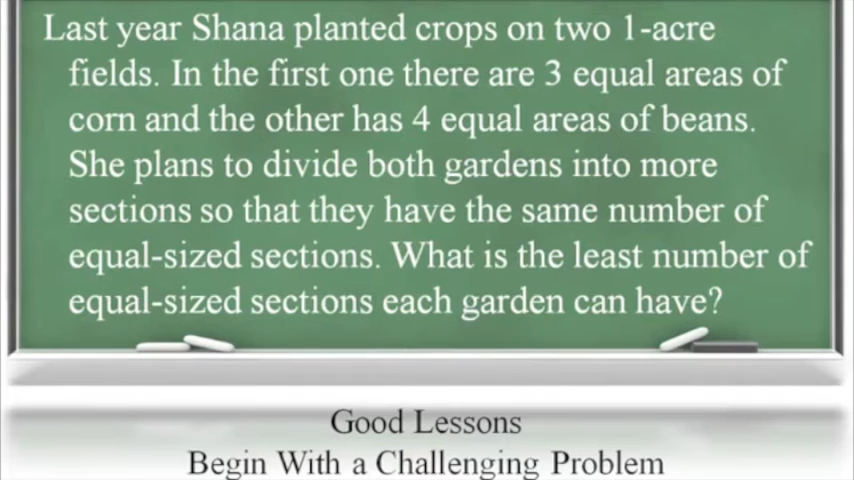 Last year Shana planted crops on two 1-acre
fields. In the first one there are 3 equal areas of
corn and the other has 4 equal areas of beans.
She plans to divide both gardens into more
sections so that they have the same number of
equal-sized sections. What is the least number of
equal-sized sections each garden can have?
Good Lessons
Begin With a Challenging Problem